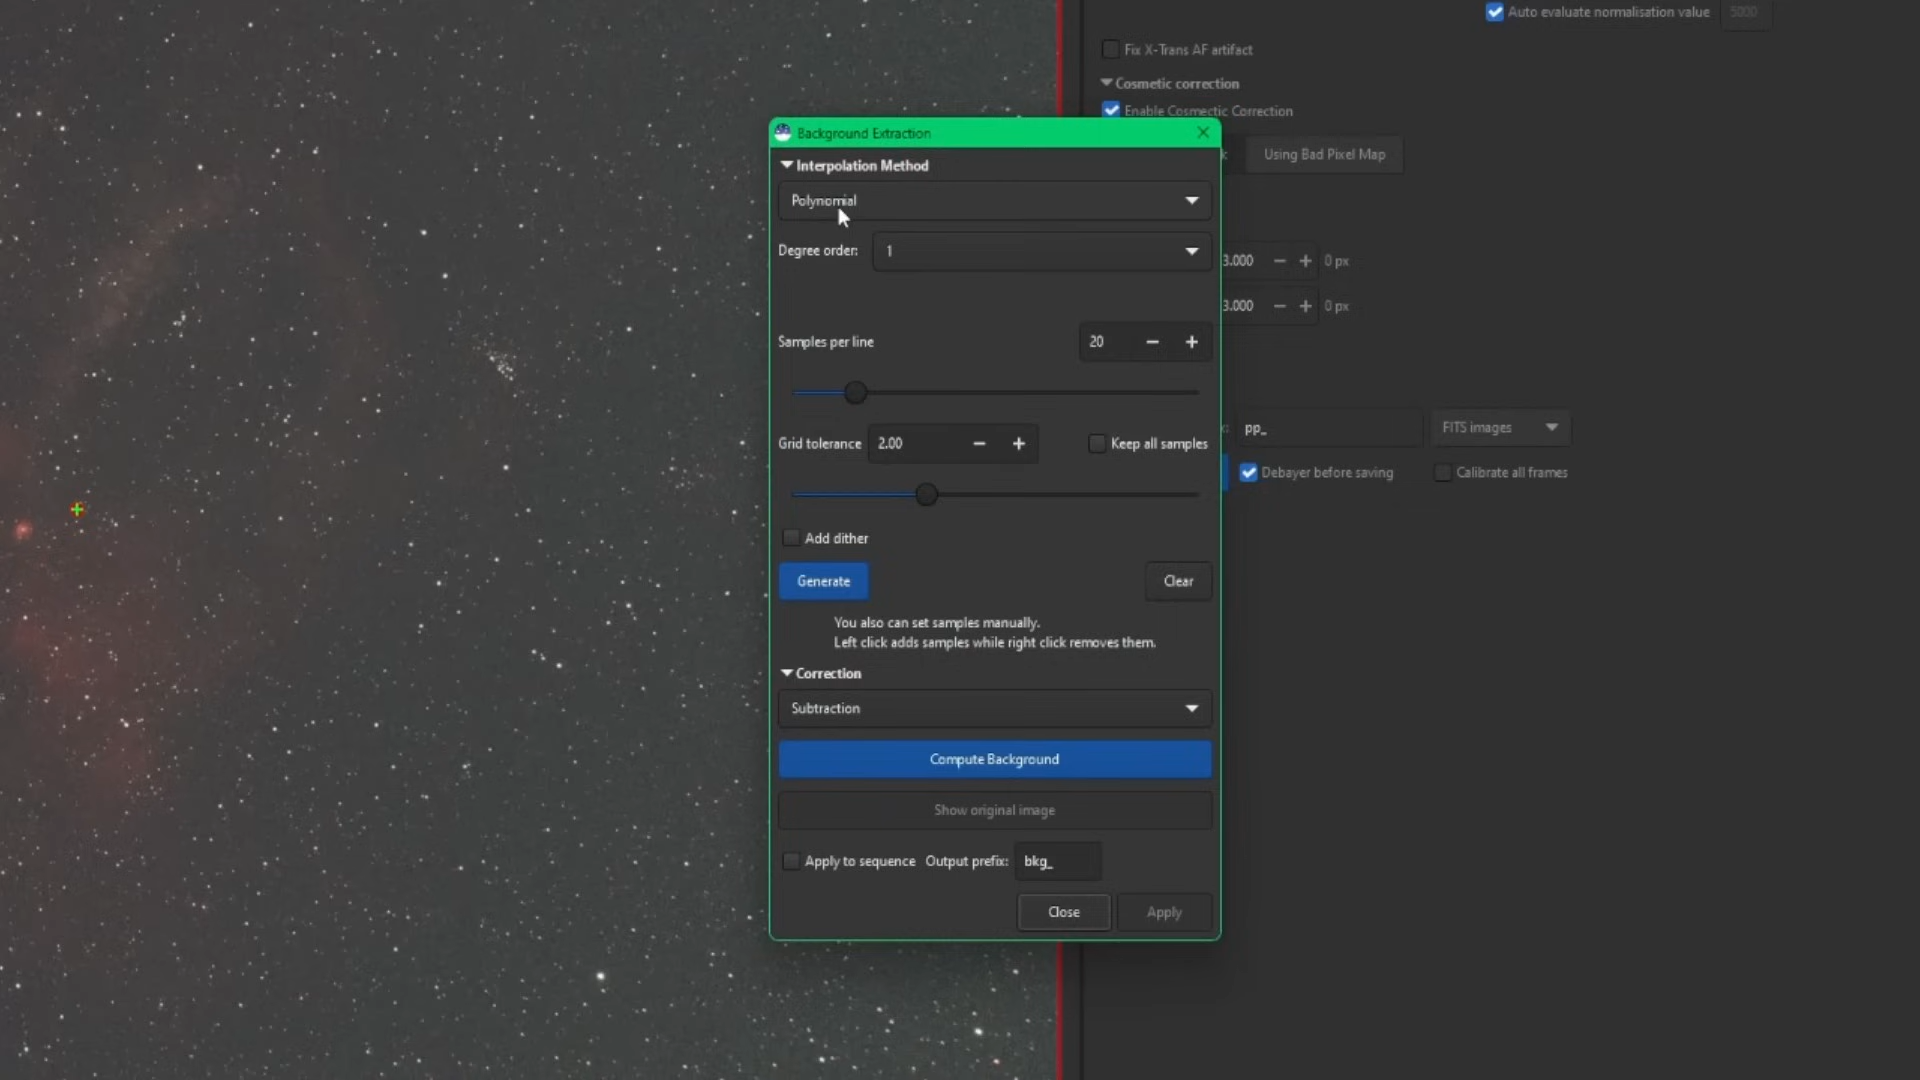 Auto evaluate normalisation value 5000
Fix X-Trans AF artifact
Cosmetic correction
Enable Cosmectic Correction
Background Extraction
Using Bad Pixel Map
Interpolation Method
Polynomial
Degree order: 1
3.000 − + 0 px
3.000 − + 0 px
Samples per line 20 − +
pp_ FITS images
Grid tolerance 2.00 − + Keep all samples
Debayer before saving Calibrate all frames
Add dither
Generate Clear
You also can set samples manually.
Left click adds samples while right click removes them.
Correction
Subtraction
Compute Background
Show original image
Apply to sequence Output prefix: bkg_
Close Apply